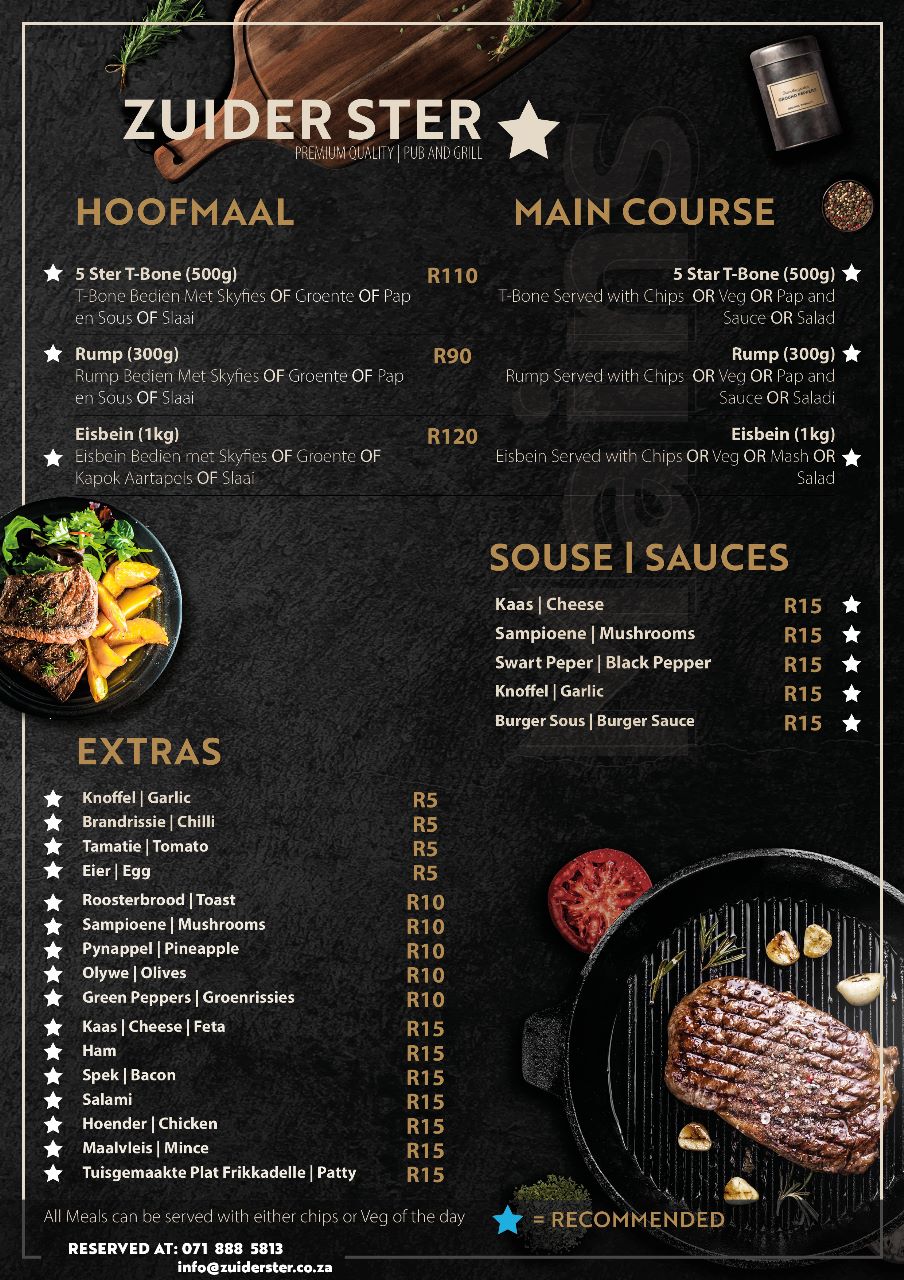 ZUIDER STER
PREMIUM QUALITY | PUB AND GRILL
HOOFMAAL
5 Ster T-Bone (500g) R110
T-Bone Bedien Met Skyfies OF Groente OF Pap
en Sous OF Slaai
Rump (300g) R90
Rump Bedien Met Skyfies OF Groente OF Pap
en Sous OF Slaai
Eisbein (1kg) R120
Eisbein Bedien met Skyfies OF Groente OF
Kapok Aartapels OF Slaai
MAIN COURSE
5 Star T-Bone (500g)
T-Bone Served with Chips OR Veg OR Pap and
Sauce OR Salad
Rump (300g)
Rump Served with Chips OR Veg OR Pap and
Sauce OR Saladi
Eisbein (1kg)
Eisbein Served with Chips OR Veg OR Mash OR
Salad
Mains
SOUSE | SAUCES
Kaas | Cheese R15
Sampioene | Mushrooms R15
Swart Peper | Black Pepper R15
Knoffel | Garlic R15
Burger Sous | Burger Sauce R15
EXTRAS
Knoffel | Garlic R5
Brandrissie | Chilli R5
Tamatie | Tomato R5
Eier | Egg R5
Roosterbrood | Toast R10
Sampioene | Mushrooms R10
Pynappel | Pineapple R10
Olywe | Olives R10
Green Peppers | Groenrissies R10
Kaas | Cheese | Feta R15
Ham R15
Spek | Bacon R15
Salami R15
Hoender | Chicken R15
Maalvleis | Mince R15
Tuisgemaakte Plat Frikkadelle | Patty R15
All Meals can be served with either chips or Veg of the day
= RECOMMENDED
RESERVED AT: 071 888 5813
info@zuiderster.co.za